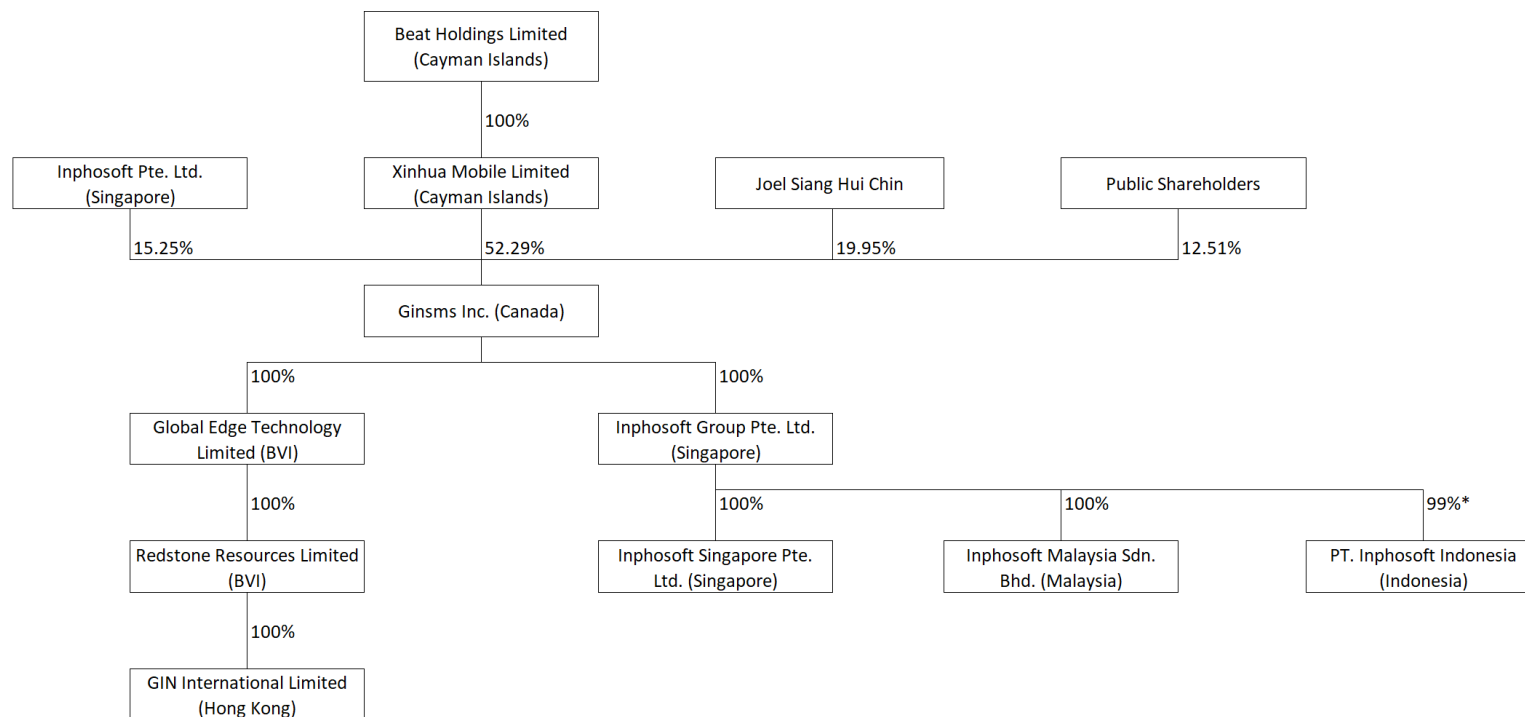 Beat Holdings Limited
(Cayman Islands)
100%
Inphosoft Pte. Ltd.
(Singapore)
Xinhua Mobile Limited
(Cayman Islands)
Joel Siang Hui Chin
Public Shareholders
15.25%
52.29%
19.95%
12.51%
Ginsms Inc. (Canada)
100%
100%
Global Edge Technology
Limited (BVI)
Inphosoft Group Pte. Ltd.
(Singapore)
100%
100%
100%
99%*
Redstone Resources Limited
(BVI)
Inphosoft Singapore Pte.
Ltd. (Singapore)
Inphosoft Malaysia Sdn.
Bhd. (Malaysia)
PT. Inphosoft Indonesia
(Indonesia)
100%
GIN International Limited
(Hong Kong)